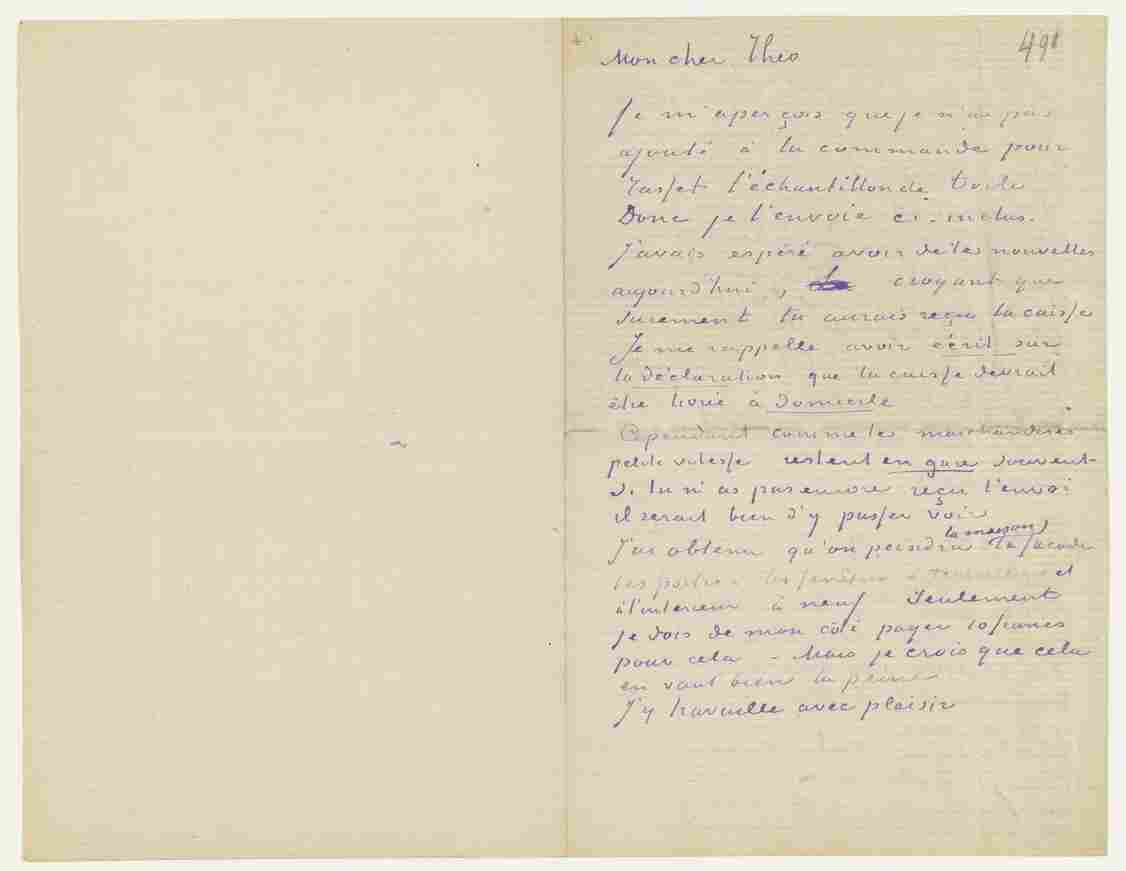 Mon cher Theo
491
Je m'aperçois que je n'ai pas
ajouté à la commande pour
Tasset l'échantillon de toile
Donc je l'envoie ci-inclus.
J'avais espéré avoir de tes nouvelles
aujourd'hui, croyant que
surement tu aurais reçu la caisse
Je me rappelle avoir écrit sur
la déclaration que la caisse devrait
être livrée à domicile
Cependant comme les marchandises
petite vitesse restent en gare souvent
si tu n'as pas encore reçu l'envoi
il serait bien d'y passer voir
la maison,
J'ai obtenu qu'on peindra la façade
les portes & les fenêtres à et
à l'intérieur à neuf Seulement
je dois de mon côté payer 10 francs
pour cela – Mais je crois que cela
en vaut bien la peine
J'y travaille avec plaisir